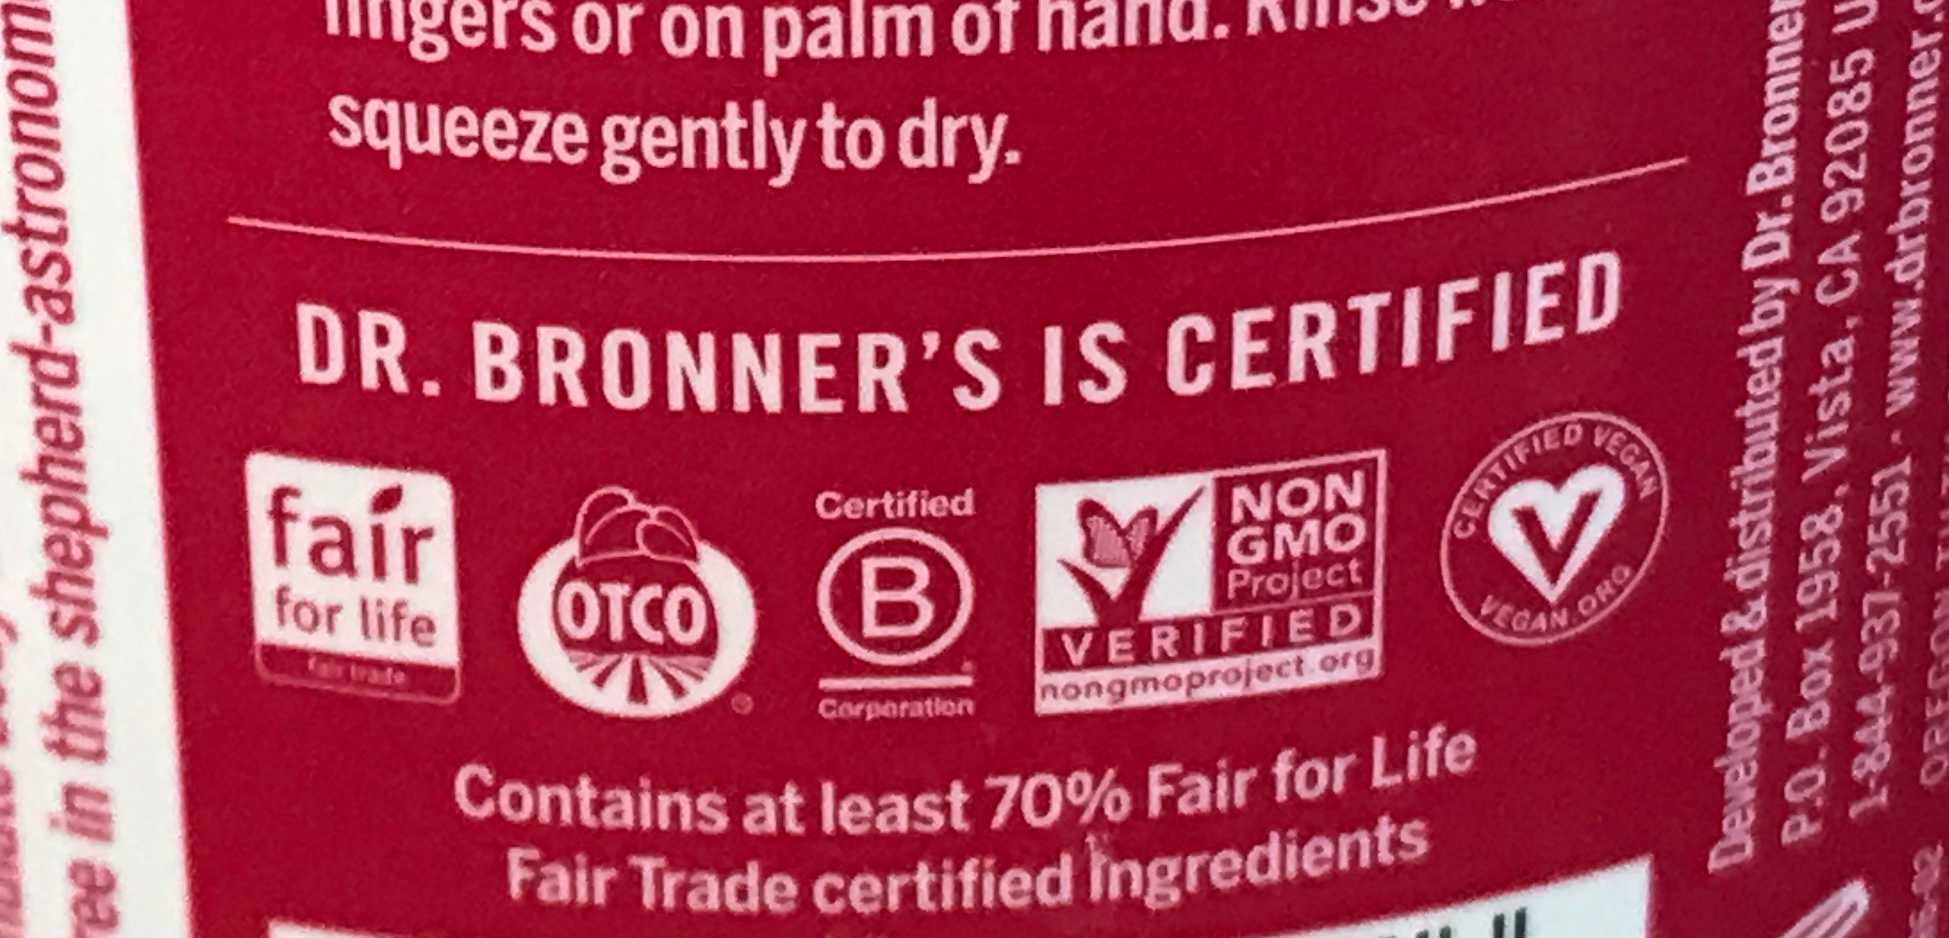 fingers or on palm of hand. Rinse
squeeze gently to dry.
DR. BRONNER'S IS CERTIFIED
fair
for life
fair trade
OTCO
®
Certified
B
Corporation
NON
GMO
Project
VERIFIED
nongmoproject.org
CERTIFIED VEGAN
V
VEGAN.ORG
Contains at least 70% Fair for Life
Fair Trade certified ingredients
ree in the shepherd-astronom
Developed & distributed by Dr. Bronner
P.O. Box 1958, Vista, CA 92085 U
1-844-937-2551 · www.drbronner.c